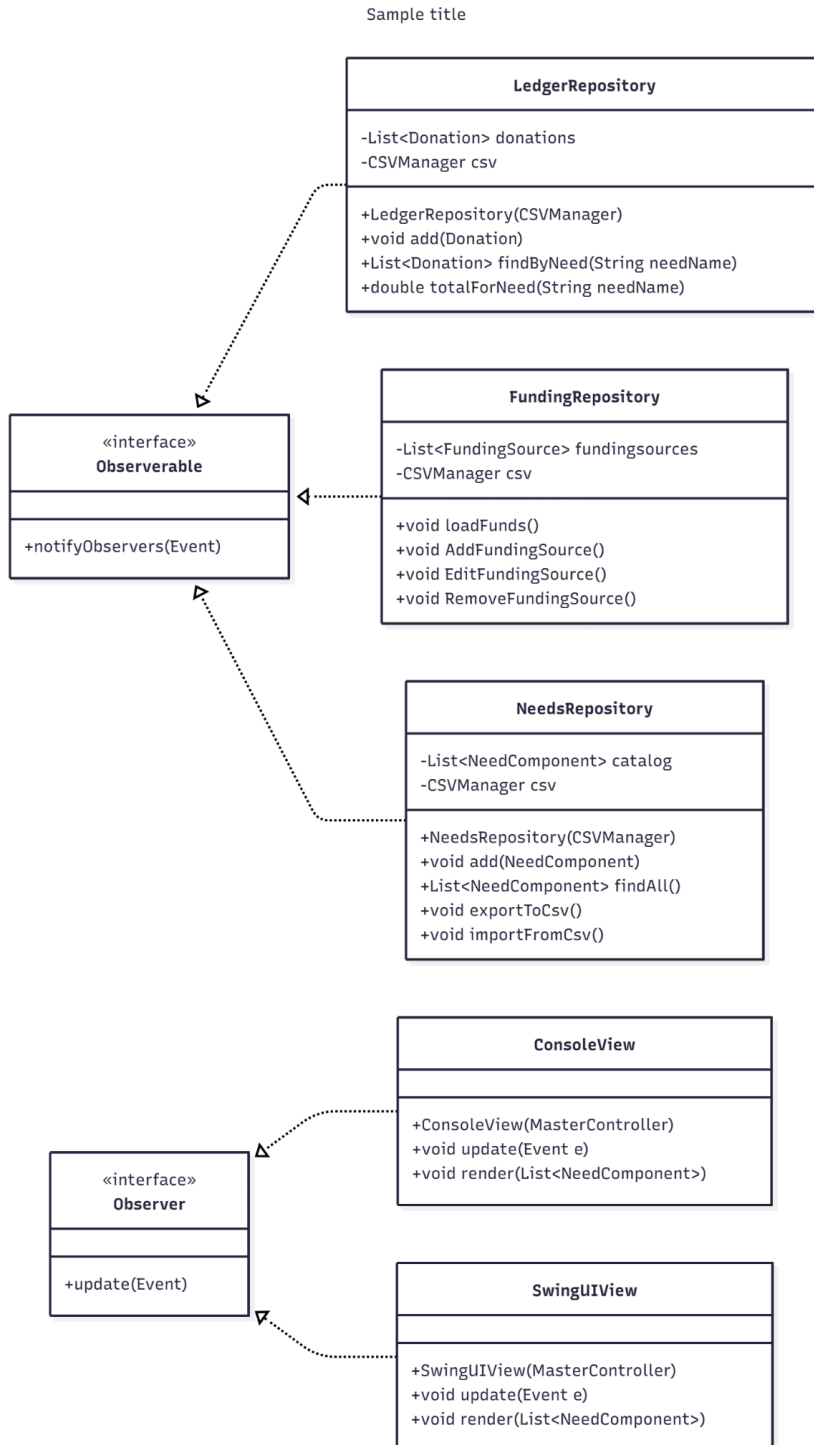 Sample title
LedgerRepository
-List<Donation> donations
-CSVManager csv
+LedgerRepository(CSVManager)
+void add(Donation)
+List<Donation> findByNeed(String needName)
+double totalForNeed(String needName)
«interface»
Observerable
+notifyObservers(Event)
FundingRepository
-List<FundingSource> fundingsources
-CSVManager csv
+void loadFunds()
+void AddFundingSource()
+void EditFundingSource()
+void RemoveFundingSource()
NeedsRepository
-List<NeedComponent> catalog
-CSVManager csv
+NeedsRepository(CSVManager)
+void add(NeedComponent)
+List<NeedComponent> findAll()
+void exportToCsv()
+void importFromCsv()
ConsoleView
+ConsoleView(MasterController)
+void update(Event e)
+void render(List<NeedComponent>)
«interface»
Observer
+update(Event)
SwingUIView
+SwingUIView(MasterController)
+void update(Event e)
+void render(List<NeedComponent>)